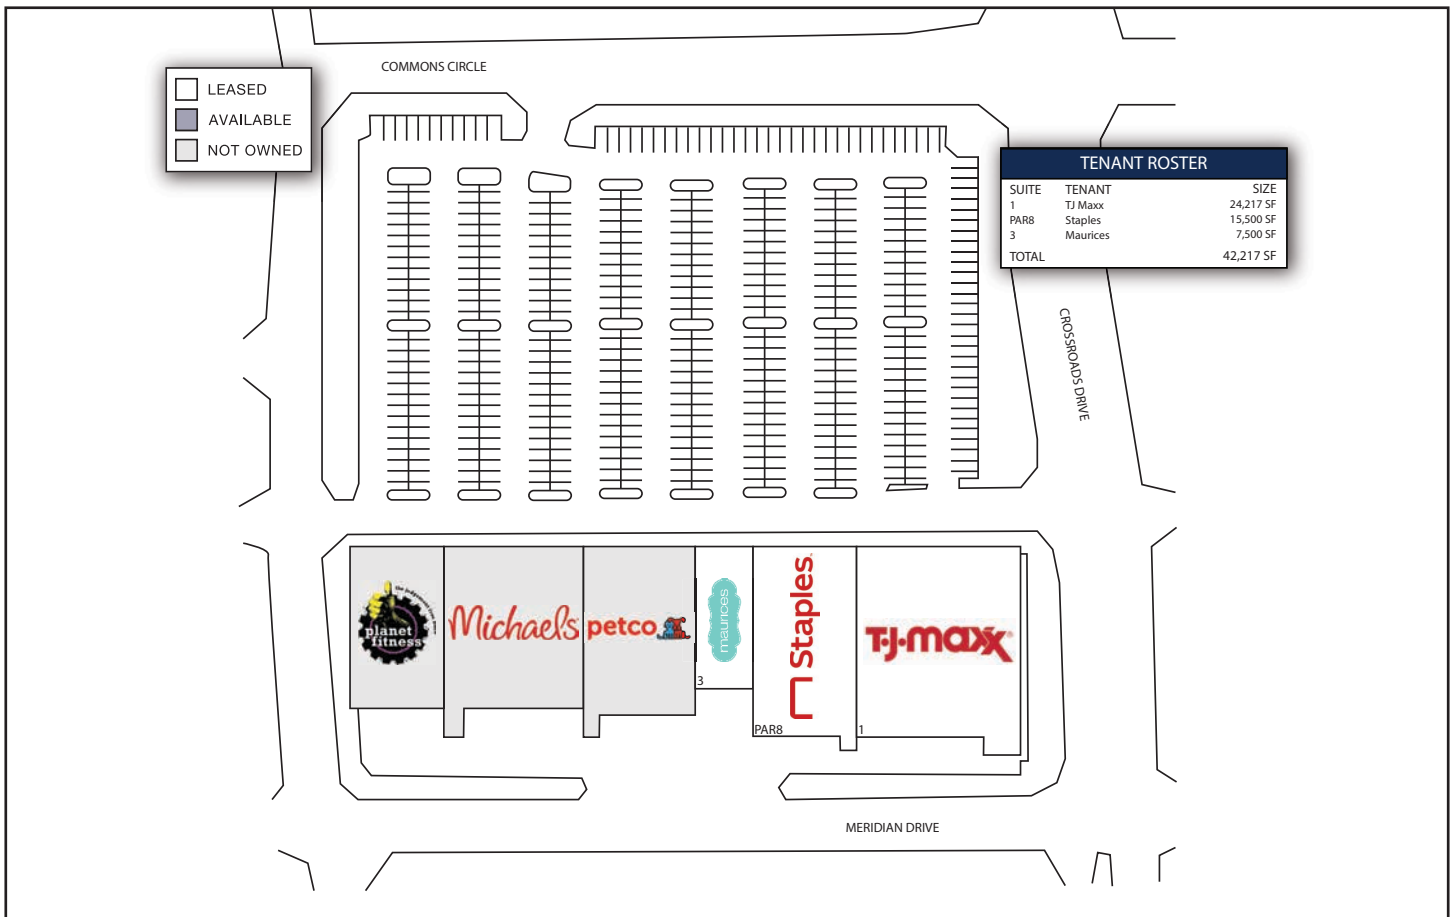 COMMONS CIRCLE
LEASED
AVAILABLE
NOT OWNED
TENANT ROSTER
SUITE TENANT SIZE
1 TJ Maxx 24,217 SF
PAR8 Staples 15,500 SF
3 Maurices 7,500 SF
TOTAL 42,217 SF
CROSSROADS DRIVE
planet
fitness
Michaels
petco
maurices
3
Staples
PAR8
T·J·maxx
1
MERIDIAN DRIVE